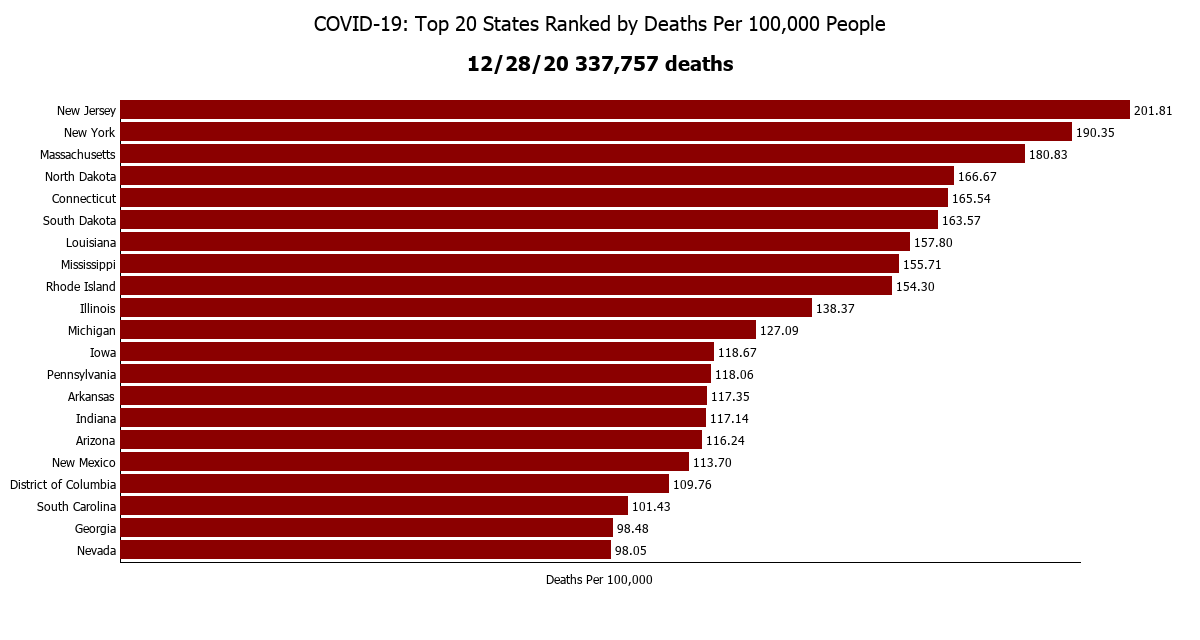 COVID-19: Top 20 States Ranked by Deaths Per 100,000 People
12/28/20 337,757 deaths
New Jersey 201.81
New York 190.35
Massachusetts 180.83
North Dakota 166.67
Connecticut 165.54
South Dakota 163.57
Louisiana 157.80
Mississippi 155.71
Rhode Island 154.30
Illinois 138.37
Michigan 127.09
Iowa 118.67
Pennsylvania 118.06
Arkansas 117.35
Indiana 117.14
Arizona 116.24
New Mexico 113.70
District of Columbia 109.76
South Carolina 101.43
Georgia 98.48
Nevada 98.05
Deaths Per 100,000